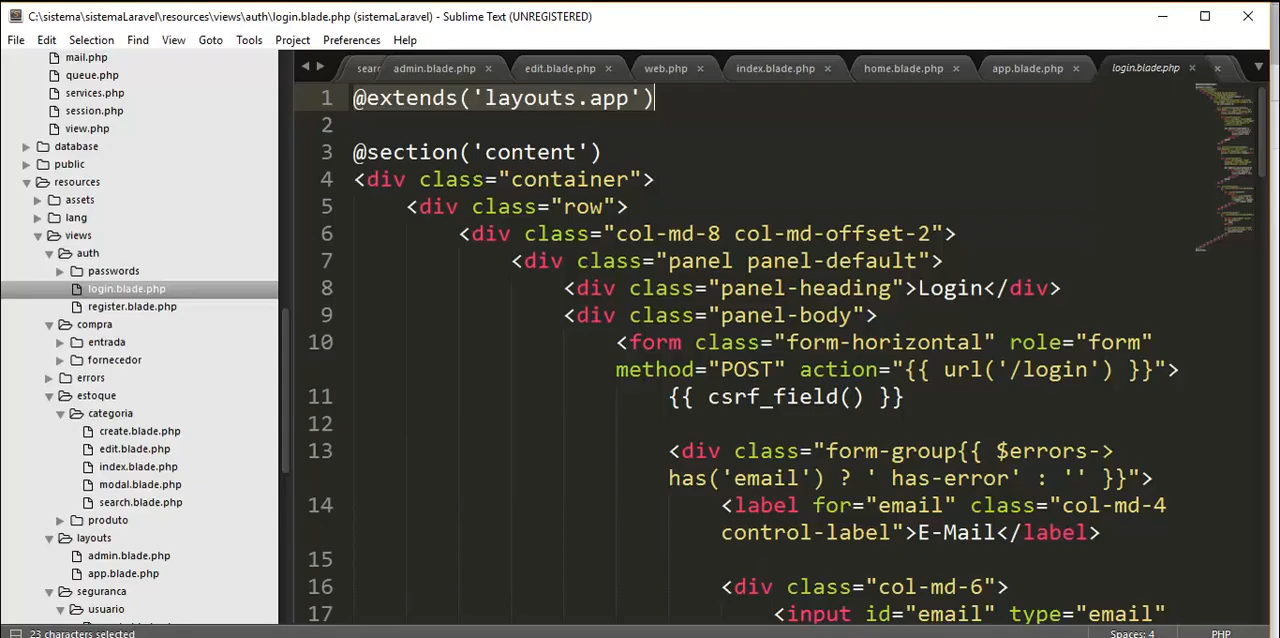 C:\sistema\sistemaLaravel\resources\views\auth\login.blade.php (sistemaLaravel) - Sublime Text (UNREGISTERED)
File Edit Selection Find View Goto Tools Project Preferences Help
mail.php
queue.php
services.php
session.php
view.php
database
public
resources
assets
lang
views
auth
passwords
login.blade.php
register.blade.php
compra
entrada
fornecedor
errors
estoque
categoria
create.blade.php
edit.blade.php
index.blade.php
modal.blade.php
search.blade.php
produto
layouts
admin.blade.php
app.blade.php
seguranca
usuario
sear admin.blade.php edit.blade.php web.php index.blade.php home.blade.php app.blade.php login.blade.php
1 @extends('layouts.app')
2
3 @section('content')
4 <div class="container">
5 <div class="row">
6 <div class="col-md-8 col-md-offset-2">
7 <div class="panel panel-default">
8 <div class="panel-heading">Login</div>
9 <div class="panel-body">
10 <form class="form-horizontal" role="form"
method="POST" action="{{ url('/login') }}">
11 {{ csrf_field() }}
12
13 <div class="form-group{{ $errors->
has('email') ? ' has-error' : '' }}">
14 <label for="email" class="col-md-4
control-label">E-Mail</label>
15
16 <div class="col-md-6">
17 <input id="email" type="email"
23 characters selected
Spaces: 4 PHP